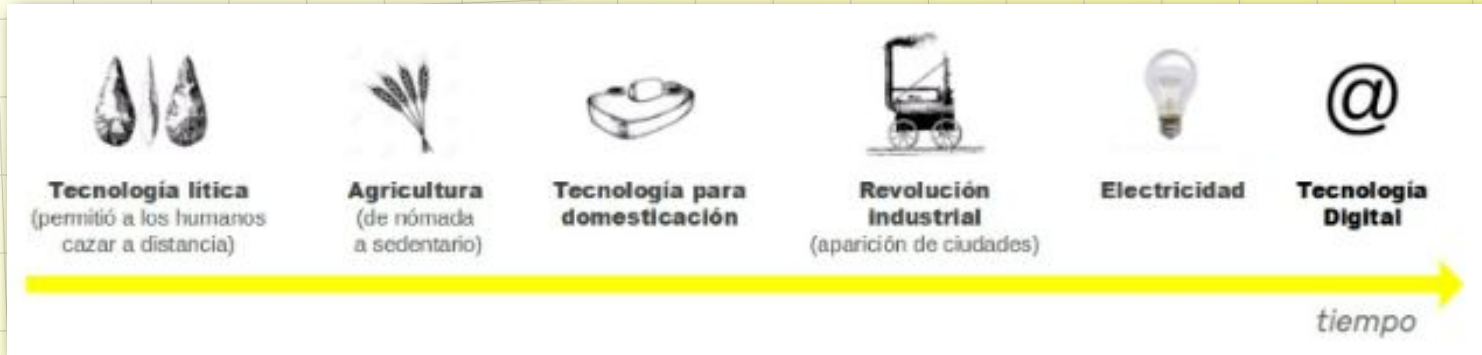 Tecnología lítica
(permitió a los humanos
cazar a distancia)
Agricultura
(de nómada
a sedentario)
Tecnología para
domesticación
Revolución
industrial
(aparición de ciudades)
Electricidad
@
Tecnología
Digital
tiempo